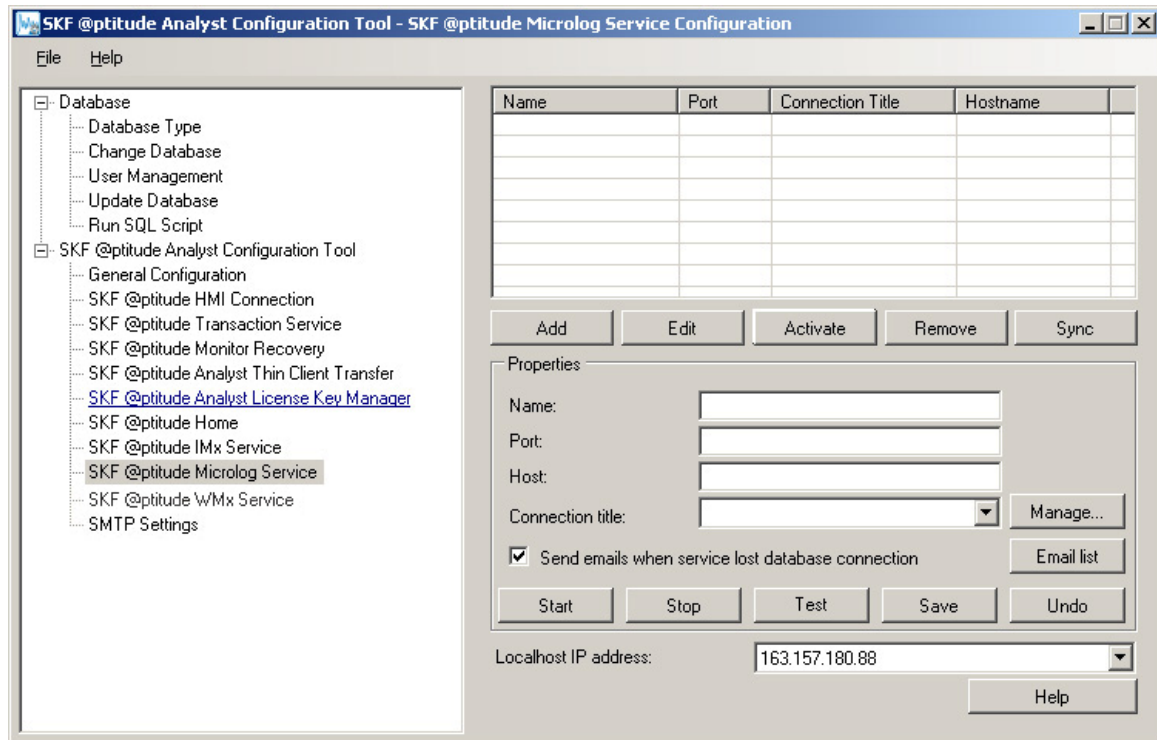 SKF @ptitude Analyst Configuration Tool - SKF @ptitude Microlog Service Configuration
File Help
Database
Database Type
Change Database
User Management
Update Database
Run SQL Script
SKF @ptitude Analyst Configuration Tool
General Configuration
SKF @ptitude HMI Connection
SKF @ptitude Transaction Service
SKF @ptitude Monitor Recovery
SKF @ptitude Analyst Thin Client Transfer
SKF @ptitude Analyst License Key Manager
SKF @ptitude Home
SKF @ptitude IMx Service
SKF @ptitude Microlog Service
SKF @ptitude WMx Service
SMTP Settings
Name Port Connection Title Hostname
Add Edit Activate Remove Sync
Properties
Name:
Port:
Host:
Connection title: Manage...
Send emails when service lost database connection Email list
Start Stop Test Save Undo
Localhost IP address: 163.157.180.88
Help